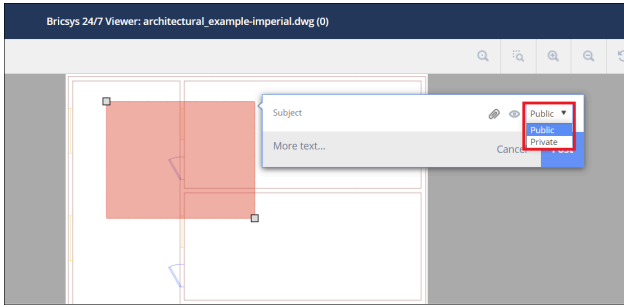 Bricsys 24/7 Viewer: architectural_example-imperial.dwg (0)
Subject
Public
Public
Private
More text...
Cancel
Post